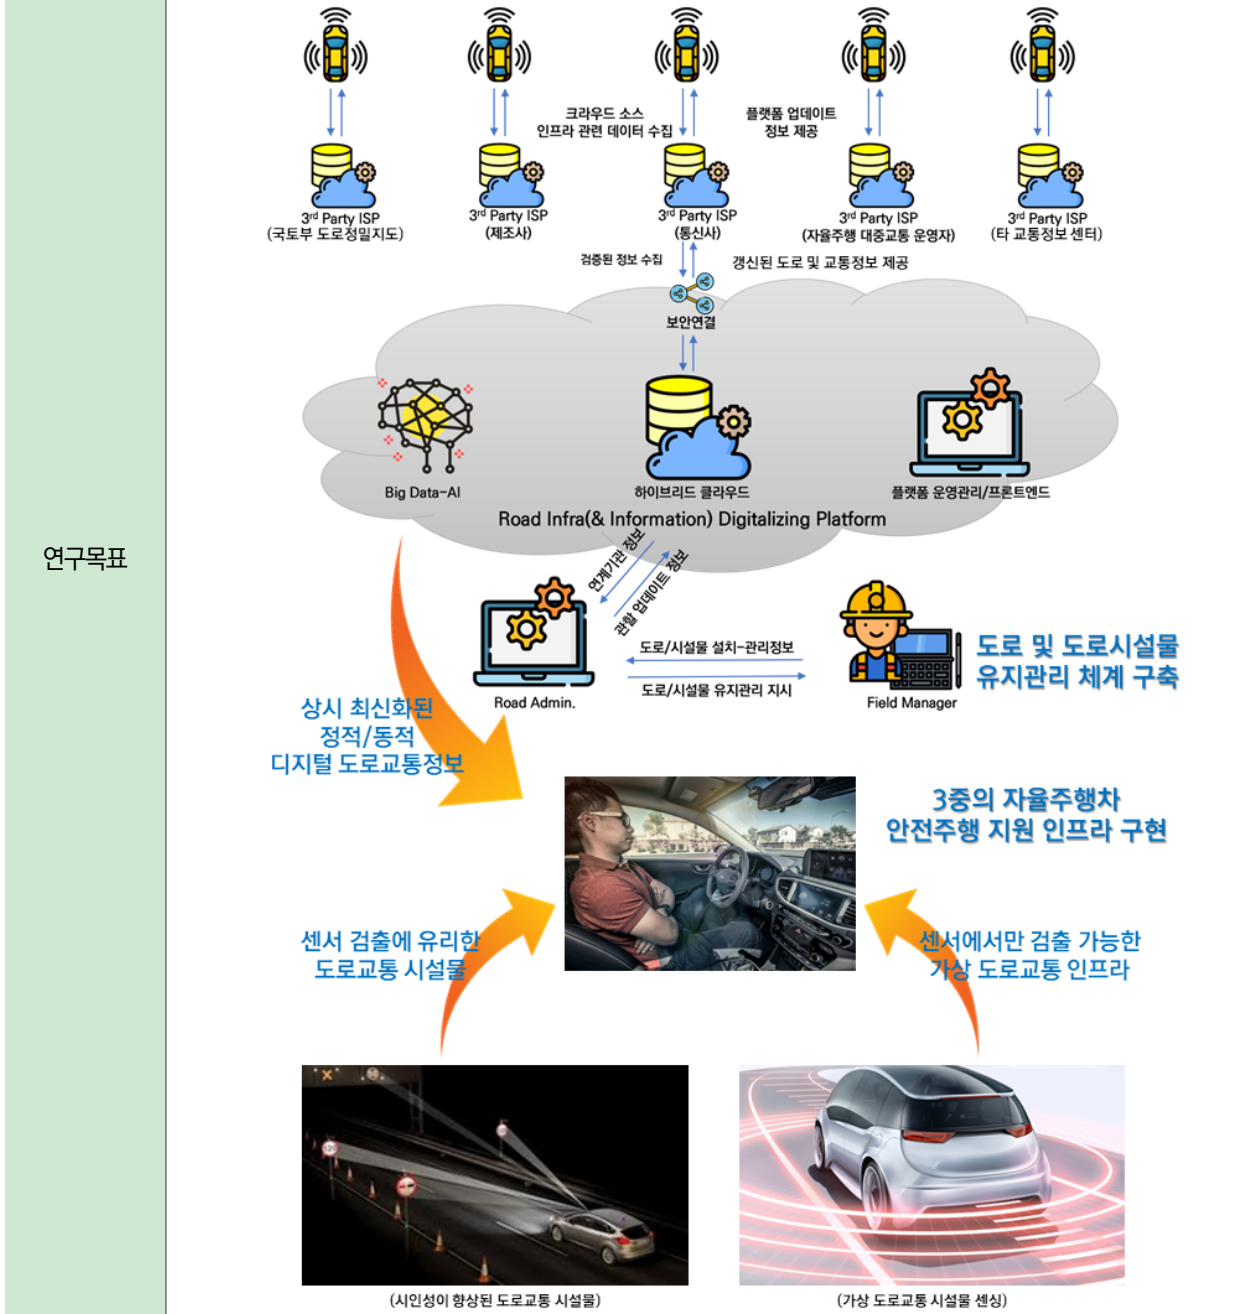 연구목표
크라우드 소스
인프라 관련 데이터 수집
플랫폼 업데이트
정보 제공
3rd Party ISP
(국토부 도로정밀지도)
3rd Party ISP
(제조사)
3rd Party ISP
(통신사)
3rd Party ISP
(자율주행 대중교통 운영자)
3rd Party ISP
(타 교통정보 센터)
검증된 정보 수집
갱신된 도로 및 교통정보 제공
보안연결
Big Data-AI
하이브리드 클라우드
플랫폼 운영관리/프론트엔드
Road Infra(& Information) Digitalizing Platform
연계기관 정보
관할 업데이트 정보
도로/시설물 설치-관리정보
도로/시설물 유지관리 지시
Road Admin.
Field Manager
도로 및 도로시설물
유지관리 체계 구축
상시 최신화된
정적/동적
디지털 도로교통정보
3중의 자율주행차
안전주행 지원 인프라 구현
센서 검출에 유리한
도로교통 시설물
센서에서만 검출 가능한
가상 도로교통 인프라
(시인성이 향상된 도로교통 시설물)
(가상 도로교통 시설물 센싱)